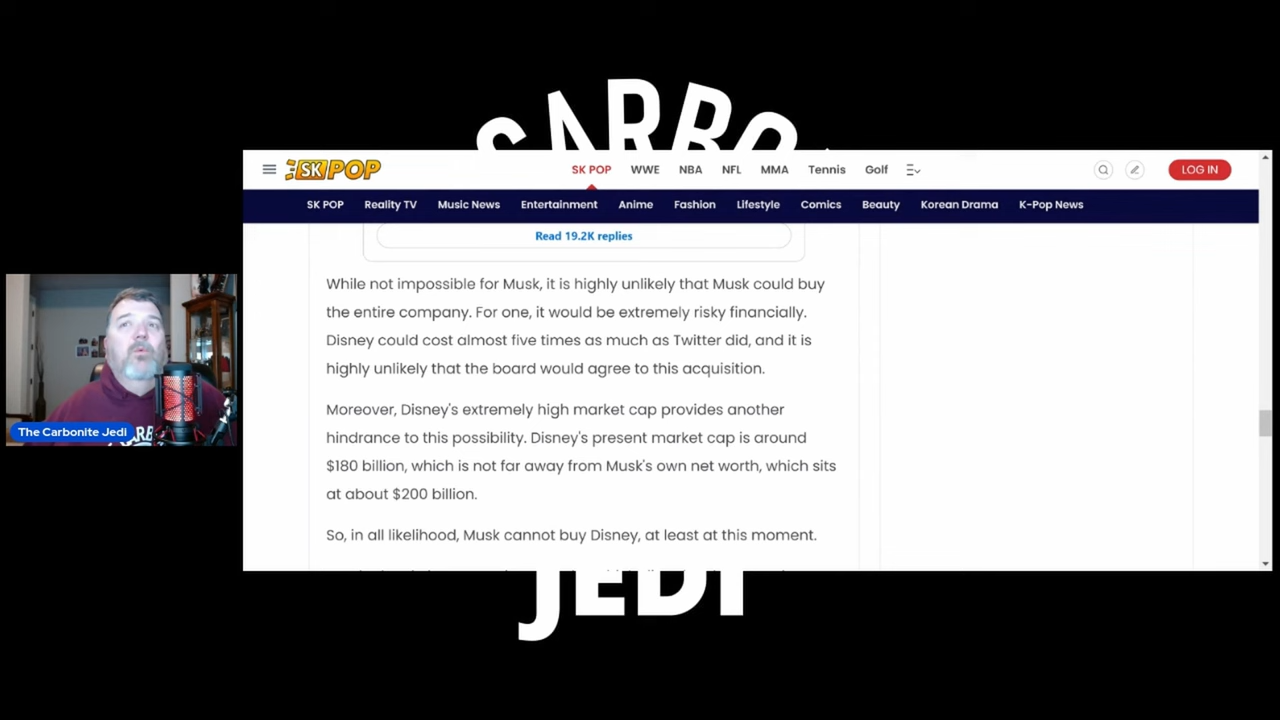 CARBO
SK POP
SK POP WWE NBA NFL MMA Tennis Golf
LOG IN
SK POP Reality TV Music News Entertainment Anime Fashion Lifestyle Comics Beauty Korean Drama K-Pop News
Read 19.2K replies
While not impossible for Musk, it is highly unlikely that Musk could buy
the entire company. For one, it would be extremely risky financially.
Disney could cost almost five times as much as Twitter did, and it is
highly unlikely that the board would agree to this acquisition.
Moreover, Disney's extremely high market cap provides another
hindrance to this possibility. Disney's present market cap is around
$180 billion, which is not far away from Musk's own net worth, which sits
at about $200 billion.
So, in all likelihood, Musk cannot buy Disney, at least at this moment.
The Carbonite Jedi
JEDI